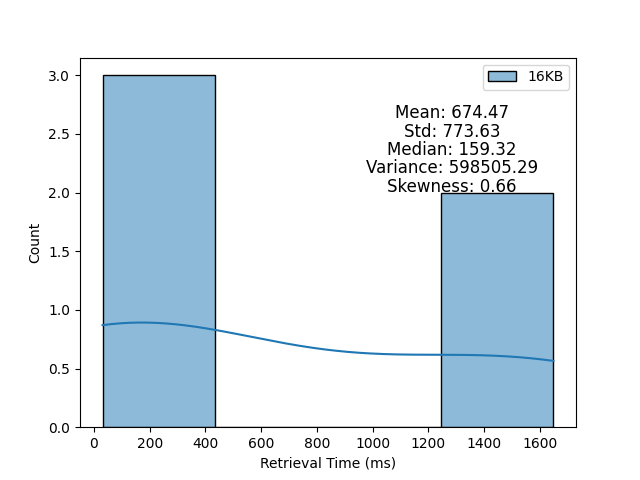 16KB
Mean: 674.47
Std: 773.63
Median: 159.32
Variance: 598505.29
Skewness: 0.66
3.0
2.5
2.0
1.5
1.0
0.5
0.0
Count
0 200 400 600 800 1000 1200 1400 1600
Retrieval Time (ms)